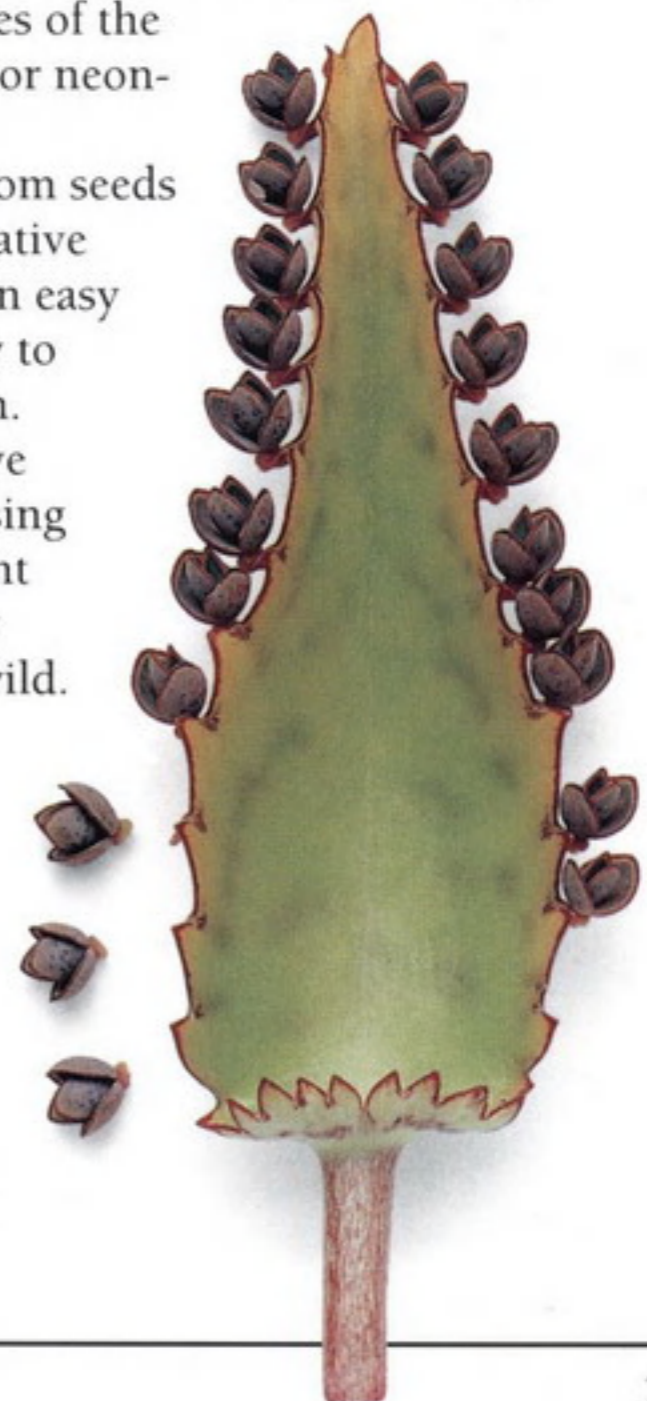 es of the
or neon-
om seeds
ative
n easy
y to
n.
ve
sing
nt
vild.